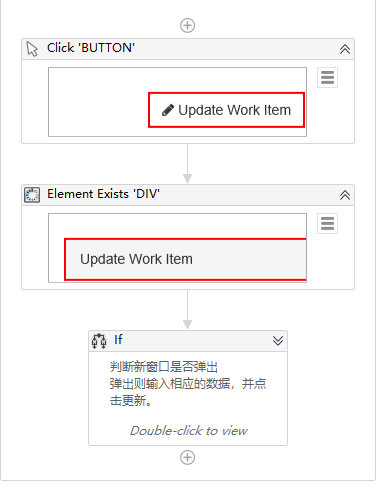 Click 'BUTTON'
Update Work Item
Element Exists 'DIV'
Update Work Item
If
判断新窗口是否弹出
弹出则输入相应的数据，并点
击更新。
Double-click to view